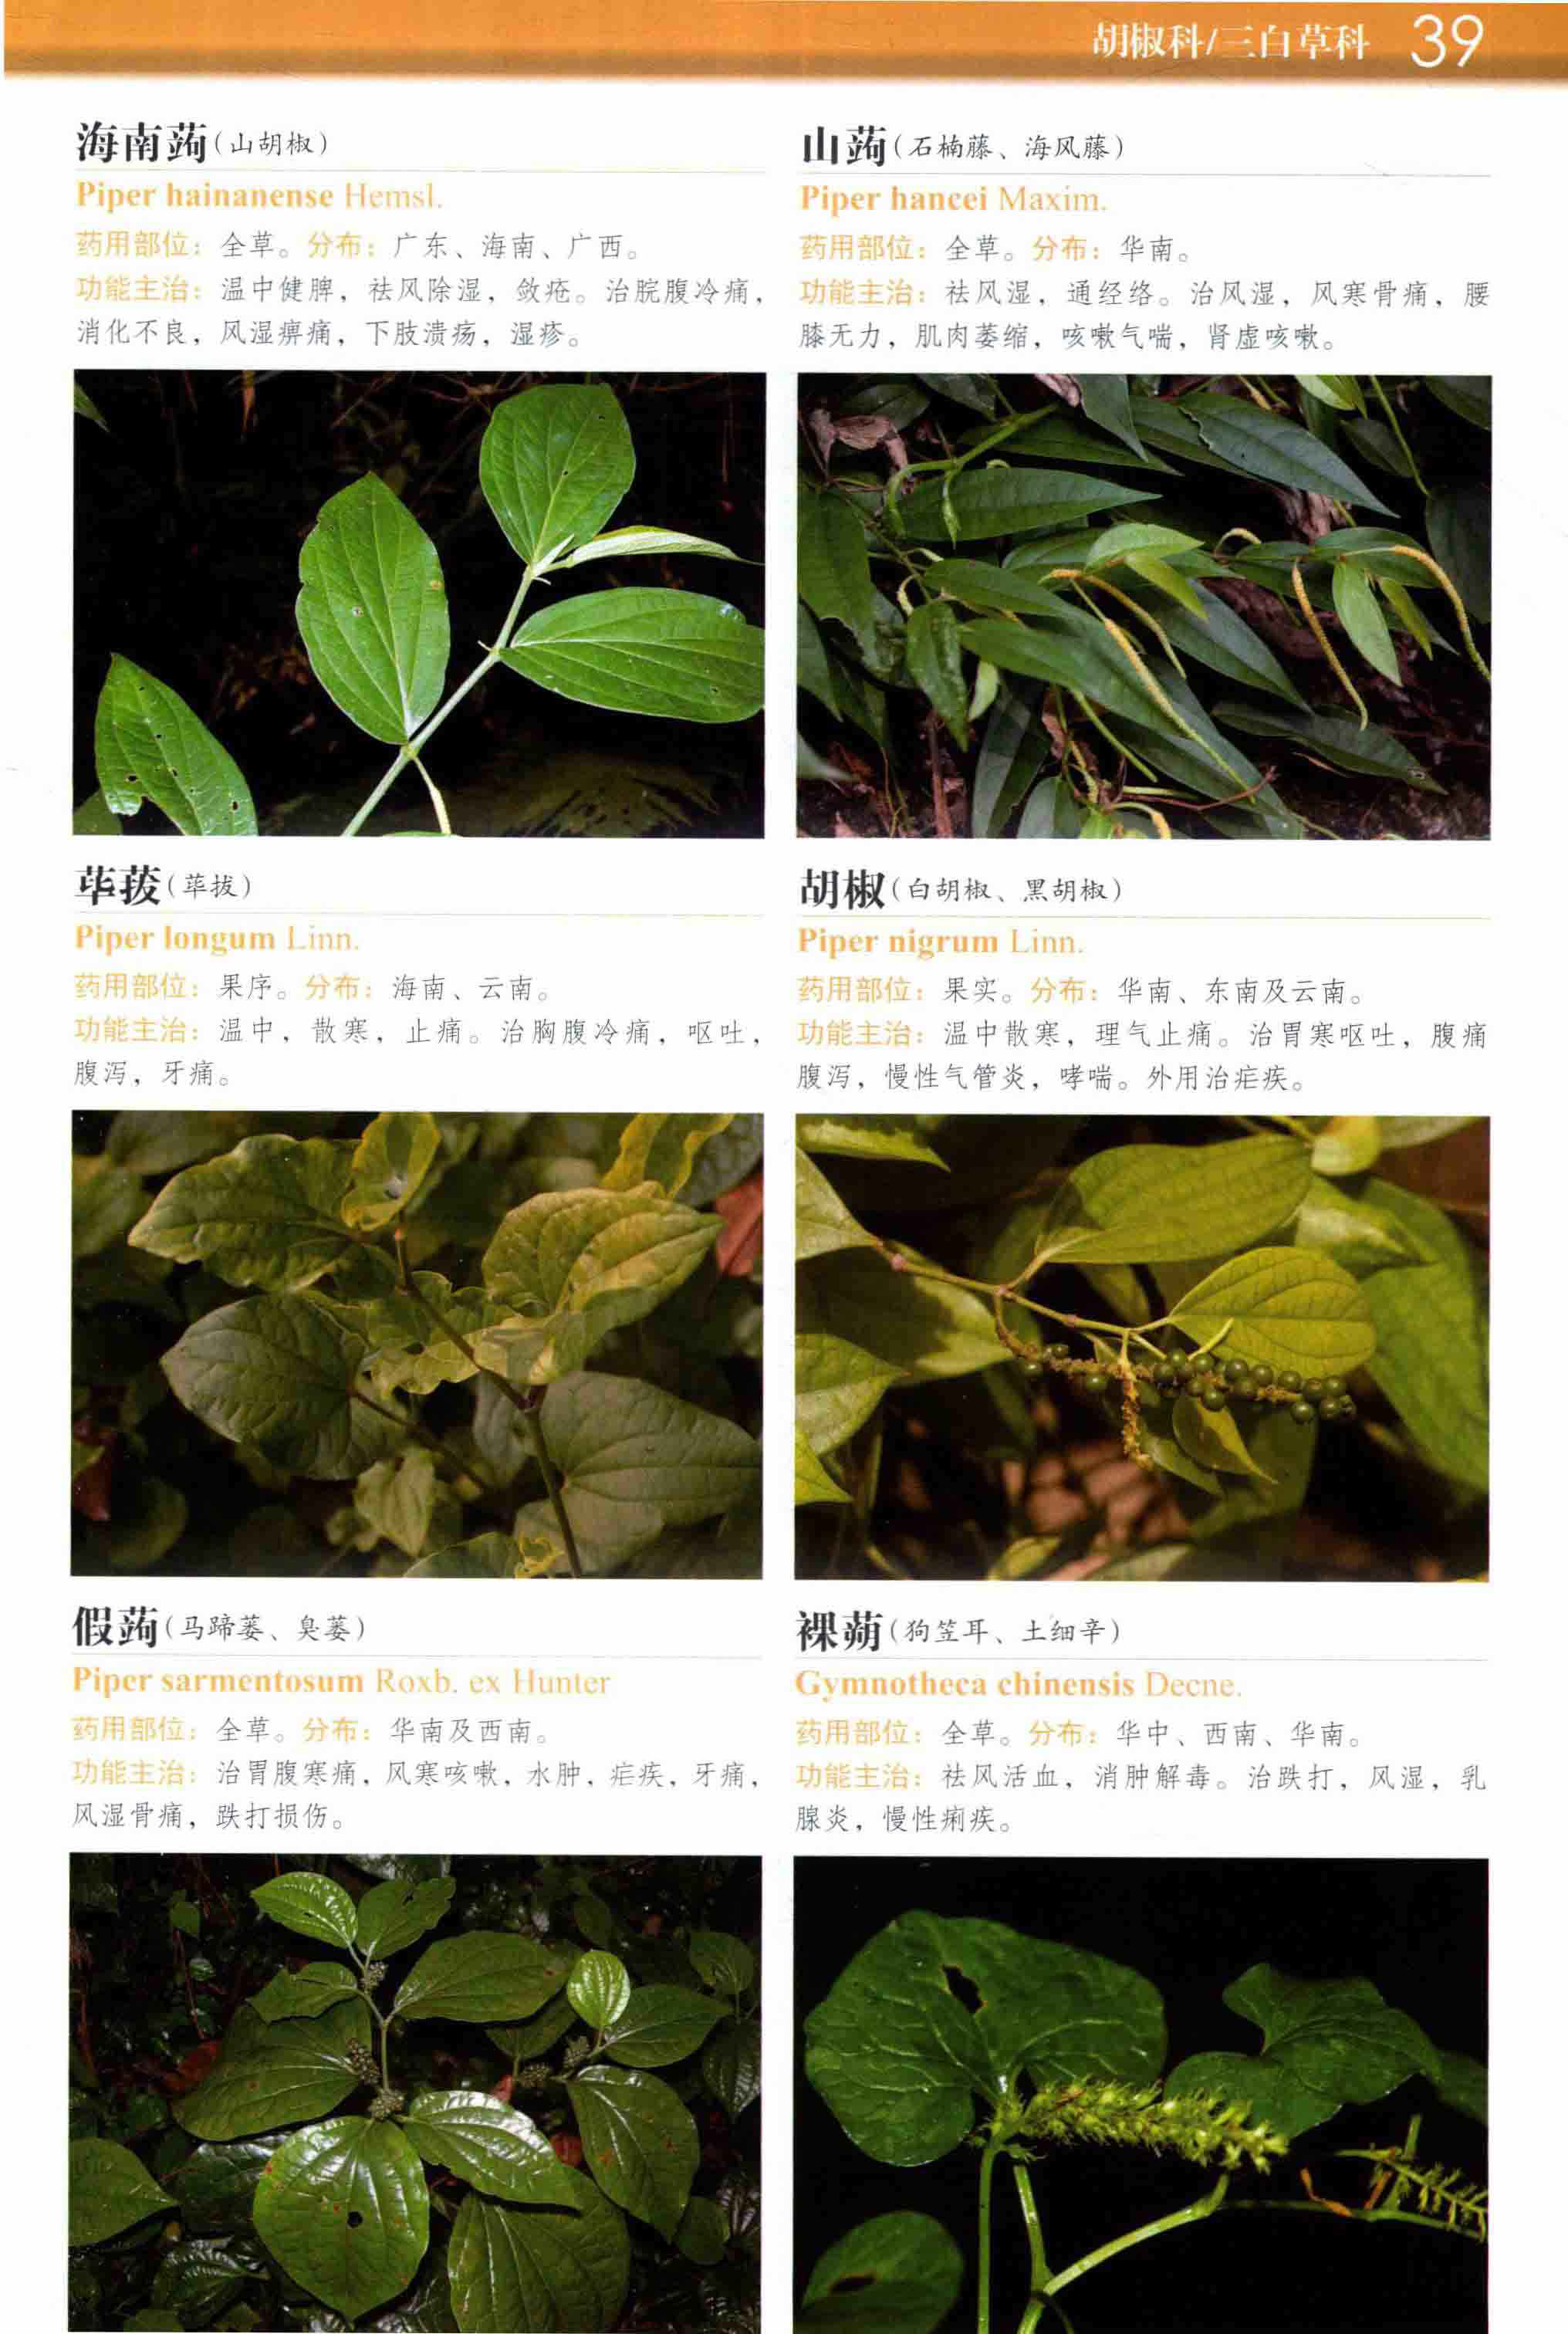 胡椒科/三白草科 39
海南蒟(山胡椒)
Piper hainanense Hemsl.
药用部位：全草。分布：广东、海南、广西。
功能主治：温中健脾，祛风除湿，敛疮。治脘腹冷痛，
消化不良，风湿痹痛，下肢溃疡，湿疹。
山蒟(石楠藤、海风藤)
Piper hancei Maxim.
药用部位：全草。分布：华南。
功能主治：祛风湿，通经络。治风湿，风寒骨痛，腰
膝无力，肌肉萎缩，咳嗽气喘，肾虚咳嗽。
荜菝(荜拔)
Piper longum Linn.
药用部位：果序。分布：海南、云南。
功能主治：温中，散寒，止痛。治胸腹冷痛，呕吐，
腹泻，牙痛。
胡椒(白胡椒、黑胡椒)
Piper nigrum Linn.
药用部位：果实。分布：华南、东南及云南。
功能主治：温中散寒，理气止痛。治胃寒呕吐，腹痛
腹泻，慢性气管炎，哮喘。外用治疟疾。
假蒟(马蹄蒌、臭蒌)
Piper sarmentosum Roxb. ex Hunter
药用部位：全草。分布：华南及西南。
功能主治：治胃腹寒痛，风寒咳嗽，水肿，疟疾，牙痛，
风湿骨痛，跌打损伤。
裸蒴(狗笠耳、土细辛)
Gymnotheca chinensis Decne.
药用部位：全草。分布：华中、西南、华南。
功能主治：祛风活血，消肿解毒。治跌打，风湿，乳
腺炎，慢性痢疾。